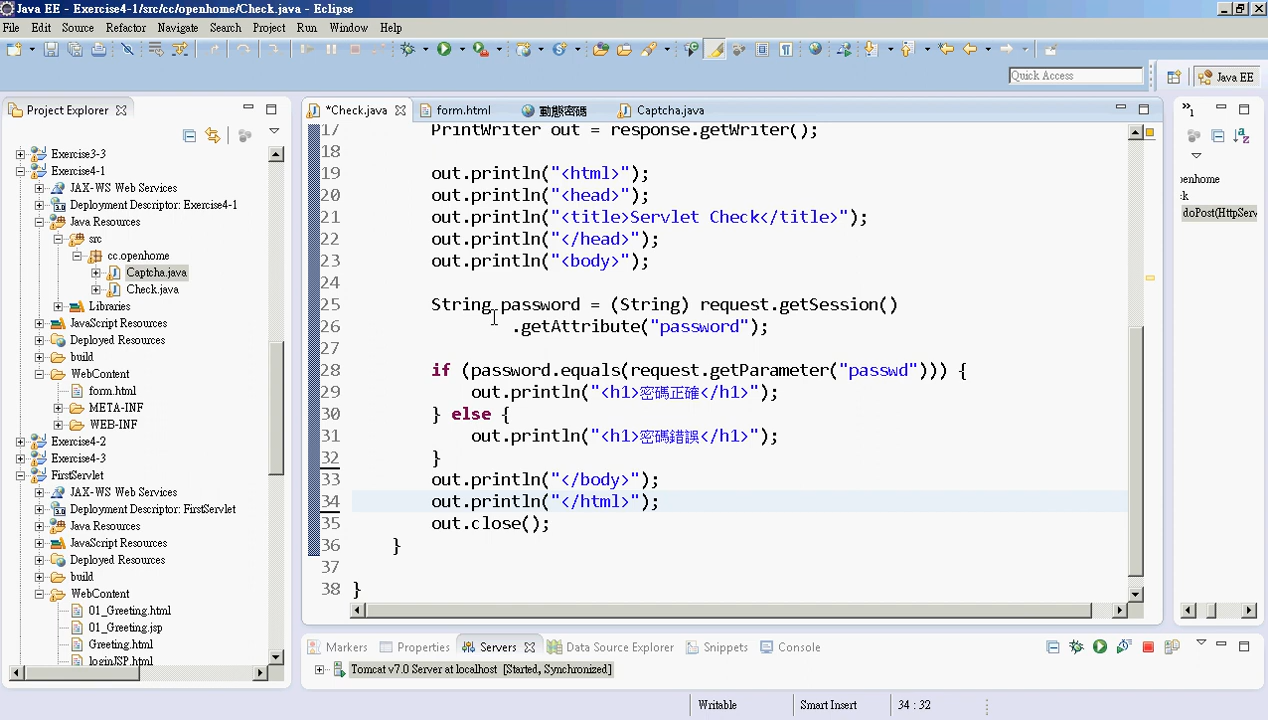 Java EE - Exercise4-1/src/cc/openhome/Check.java - Eclipse
File Edit Source Refactor Navigate Search Project Run Window Help
Quick Access
Java EE
Project Explorer
*Check.java form.html 動態密碼 Captcha.java
Exercise3-3
Exercise4-1
JAX-WS Web Services
Deployment Descriptor: Exercise4-1
Java Resources
src
cc.openhome
Captcha.java
Check.java
Libraries
JavaScript Resources
Deployed Resources
build
WebContent
form.html
META-INF
WEB-INF
Exercise4-2
Exercise4-3
FirstServlet
JAX-WS Web Services
Deployment Descriptor: FirstServlet
Java Resources
JavaScript Resources
Deployed Resources
build
WebContent
01_Greeting.html
01_Greeting.jsp
Greeting.html
loginJSP.html
17 PrintWriter out = response.getWriter();
18
19 out.println("<html>");
20 out.println("<head>");
21 out.println("<title>Servlet Check</title>");
22 out.println("</head>");
23 out.println("<body>");
24
25 String password = (String) request.getSession()
26 .getAttribute("password");
27
28 if (password.equals(request.getParameter("passwd"))) {
29 out.println("<h1>密碼正確</h1>");
30 } else {
31 out.println("<h1>密碼錯誤</h1>");
32 }
33 out.println("</body>");
34 out.println("</html>");
35 out.close();
36 }
37
38 }
1
penhome
ck
doPost(HttpServ
Markers Properties Servers Data Source Explorer Snippets Console
Tomcat v7.0 Server at localhost [Started, Synchronized]
Writable Smart Insert 34 : 32